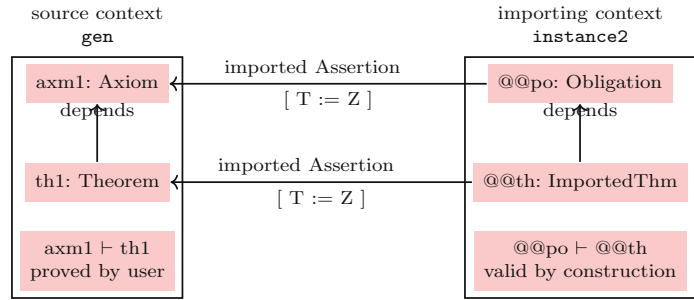 source context
gen
importing context
instance2
axm1: Axiom
depends
imported Assertion
[ T := Z ]
@@po: Obligation
depends
th1: Theorem
imported Assertion
[ T := Z ]
@@th: ImportedThm
axm1 ⊢ th1
proved by user
@@po ⊢ @@th
valid by construction